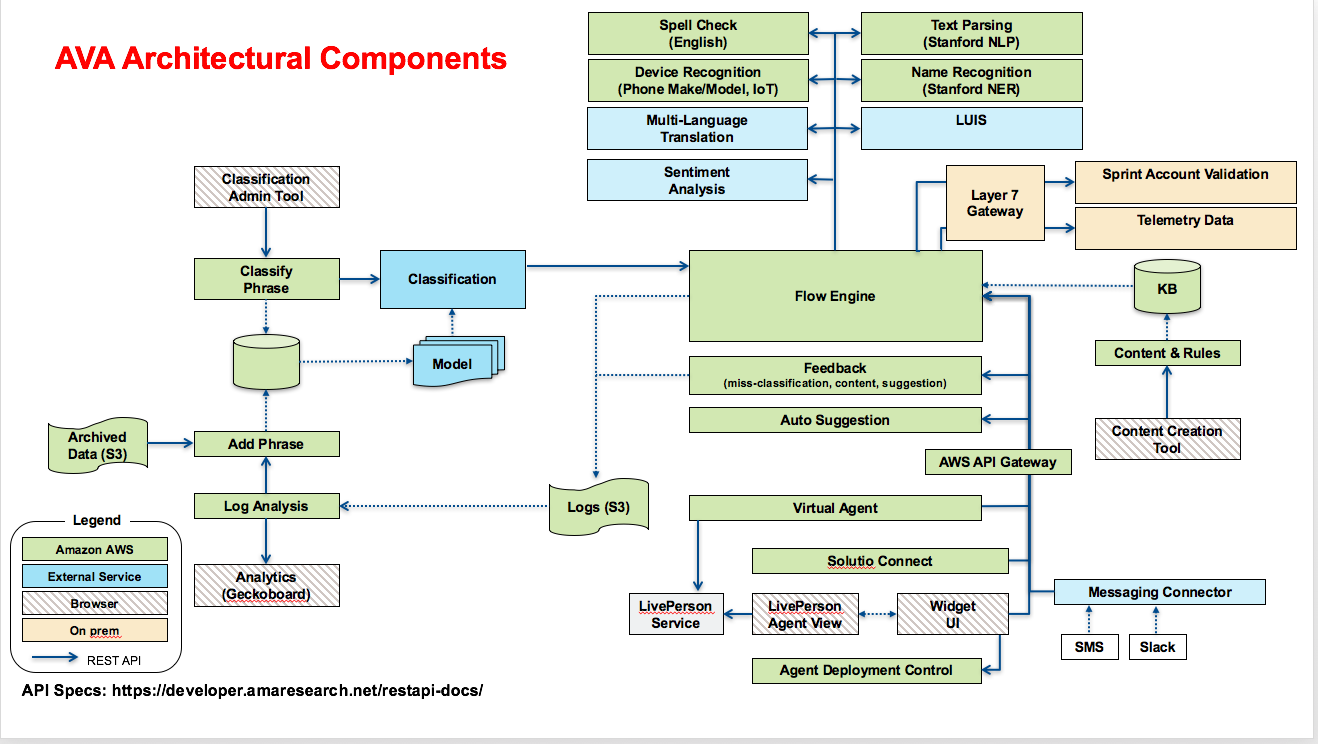 AVA Architectural Components
Spell Check
(English)
Text Parsing
(Stanford NLP)
Device Recognition
(Phone Make/Model, IoT)
Name Recognition
(Stanford NER)
Multi-Language
Translation
LUIS
Sentiment
Analysis
Classification
Admin Tool
Layer 7
Gateway
Sprint Account Validation
Telemetry Data
Classify
Phrase
Classification
Flow Engine
KB
Model
Content & Rules
Feedback
(miss-classification, content, suggestion)
Auto Suggestion
Content Creation
Tool
Archived
Data (S3)
Add Phrase
AWS API Gateway
Log Analysis
Logs (S3)
Virtual Agent
Legend
Amazon AWS
External Service
Browser
On prem
REST API
Analytics
(Geckoboard)
Solutio Connect
LivePerson
Service
LivePerson
Agent View
Widget
UI
Messaging Connector
SMS
Slack
Agent Deployment Control
API Specs: https://developer.amaresearch.net/restapi-docs/